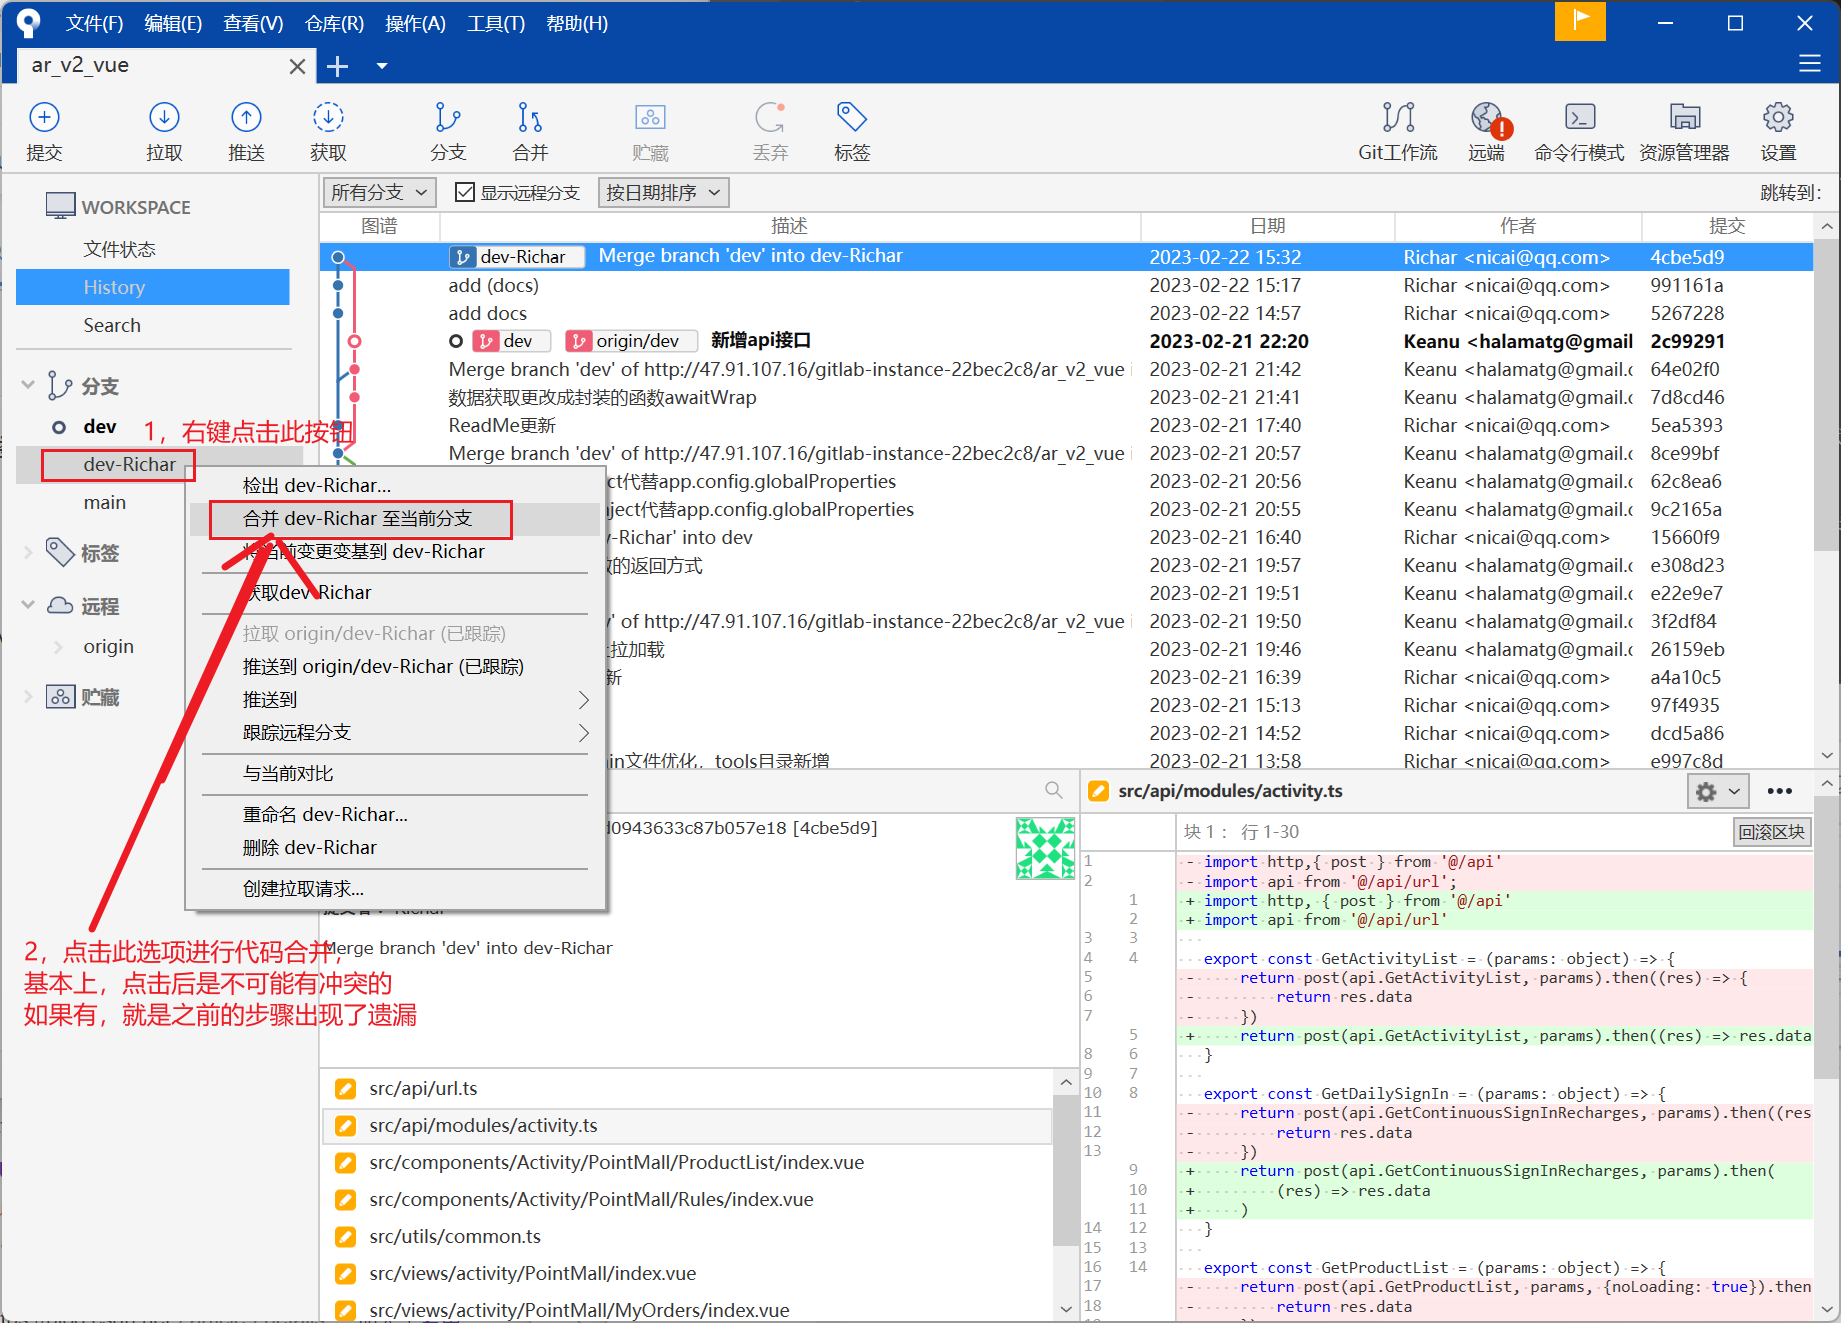 文件(F) 编辑(E) 查看(V) 仓库(R) 操作(A) 工具(T) 帮助(H)
ar_v2_vue
提交 拉取 推送 获取 分支 合并 贮藏 丢弃 标签 Git工作流 远端 命令行模式 资源管理器 设置
WORKSPACE
文件状态
History
Search
分支
dev
1，右键点击此按钮
dev-Richar
main
标签
远程
origin
贮藏
所有分支 显示远程分支 按日期排序 跳转到：
图谱 描述 日期 作者 提交
dev-Richar Merge branch 'dev' into dev-Richar 2023-02-22 15:32 Richar <nicai@qq.com> 4cbe5d9
add (docs) 2023-02-22 15:17 Richar <nicai@qq.com> 991161a
add docs 2023-02-22 14:57 Richar <nicai@qq.com> 5267228
dev origin/dev 新增api接口 2023-02-21 22:20 Keanu <halamatg@gmail 2c99291
Merge branch 'dev' of http://47.91.107.16/gitlab-instance-22bec2c8/ar_v2_vue i 2023-02-21 21:42 Keanu <halamatg@gmail.c 64e02f0
数据获取更改成封装的函数awaitWrap 2023-02-21 21:41 Keanu <halamatg@gmail.c 7d8cd46
ReadMe更新 2023-02-21 17:40 Richar <nicai@qq.com> 5ea5393
Merge branch 'dev' of http://47.91.107.16/gitlab-instance-22bec2c8/ar_v2_vue i 2023-02-21 20:57 Keanu <halamatg@gmail.c 8ce99bf
ct代替app.config.globalProperties 2023-02-21 20:56 Keanu <halamatg@gmail.c 62c8ea6
ject代替app.config.globalProperties 2023-02-21 20:55 Keanu <halamatg@gmail.c 9c2165a
v-Richar' into dev 2023-02-21 16:40 Richar <nicai@qq.com> 15660f9
的返回方式 2023-02-21 19:57 Keanu <halamatg@gmail.c e308d23
2023-02-21 19:51 Keanu <halamatg@gmail.c e22e9e7
' of http://47.91.107.16/gitlab-instance-22bec2c8/ar_v2_vue i 2023-02-21 19:50 Keanu <halamatg@gmail.c 3f2df84
拉加载 2023-02-21 19:46 Keanu <halamatg@gmail.c 26159eb
新 2023-02-21 16:39 Richar <nicai@qq.com> a4a10c5
2023-02-21 15:13 Richar <nicai@qq.com> 97f4935
2023-02-21 14:52 Richar <nicai@qq.com> dcd5a86
in文件优化，tools目录新增 2023-02-21 13:58 Richar <nicai@qq.com> e997c8d
检出 dev-Richar...
合并 dev-Richar 至当前分支
将当前变更变基到 dev-Richar
获取dev-Richar
拉取 origin/dev-Richar (已跟踪)
推送到 origin/dev-Richar (已跟踪)
推送到
跟踪远程分支
与当前对比
重命名 dev-Richar...
删除 dev-Richar
创建拉取请求...
2，点击此选项进行代码合并，
基本上，点击后是不可能有冲突的
如果有，就是之前的步骤出现了遗漏
d0943633c87b057e18 [4cbe5d9]
Merge branch 'dev' into dev-Richar
src/api/url.ts
src/api/modules/activity.ts
src/components/Activity/PointMall/ProductList/index.vue
src/components/Activity/PointMall/Rules/index.vue
src/utils/common.ts
src/views/activity/PointMall/index.vue
src/views/activity/PointMall/MyOrders/index.vue
src/api/modules/activity.ts
块 1： 行 1-30 回滚区块
1 - import http,{ post } from '@/api'
2 - import api from '@/api/url';
1 + import http, { post } from '@/api'
2 + import api from '@/api/url'
3 3
4 4 export const GetActivityList = (params: object) => {
5 - return post(api.GetActivityList, params).then((res) => {
6 - return res.data
7 - })
5 + return post(api.GetActivityList, params).then((res) => res.data
8 6 }
9 7
10 8 export const GetDailySignIn = (params: object) => {
11 - return post(api.GetContinuousSignInRecharges, params).then((res
12 - return res.data
13 - })
9 + return post(api.GetContinuousSignInRecharges, params).then(
10 + (res) => res.data
11 + )
14 12 }
15 13
16 14 export const GetProductList = (params: object) => {
17 - return post(api.GetProductList, params, {noLoading: true}).then
18 - return res.data